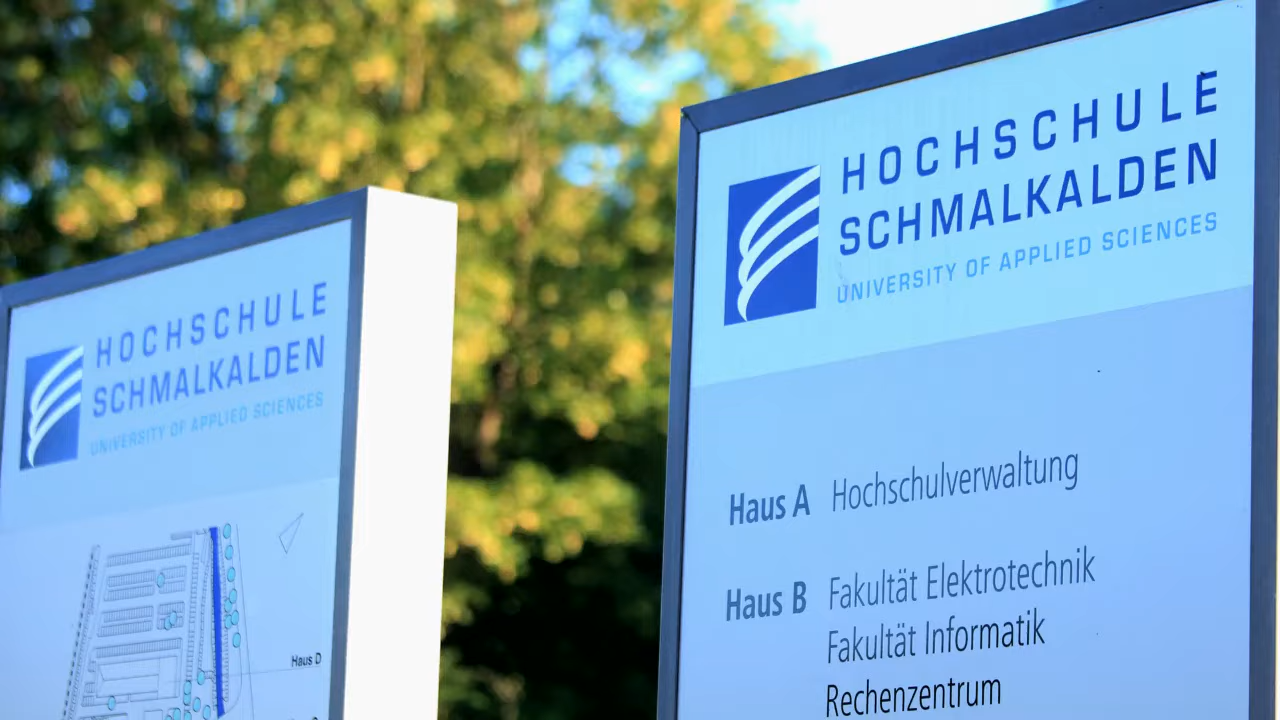 HOCHSCHULE
SCHMALKALDEN
UNIVERSITY OF APPLIED SCIENCES
Haus D
HOCHSCHULE
SCHMALKALDEN
UNIVERSITY OF APPLIED SCIENCES
Haus A Hochschulverwaltung
Haus B Fakultät Elektrotechnik
Fakultät Informatik
Rechenzentrum